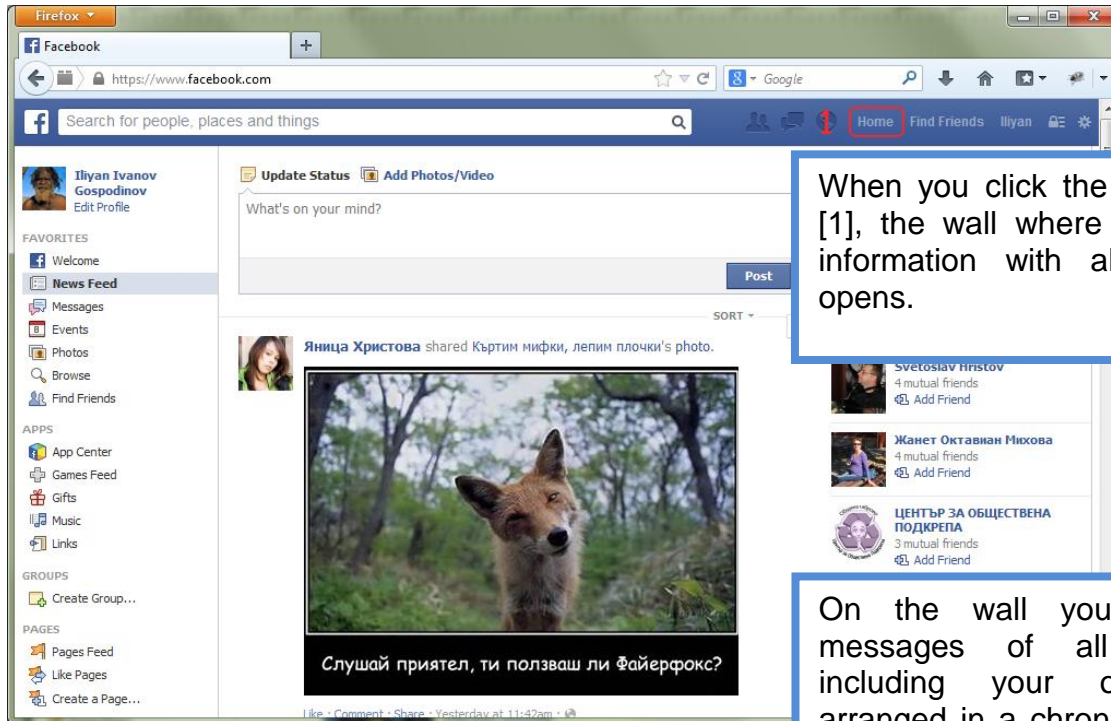 Firefox
Facebook
https://www.facebook.com
Google
Search for people, places and things
1
Home
Find Friends
Iliyan
Iliyan Ivanov
Gospodinov
Edit Profile
FAVORITES
Welcome
News Feed
Messages
Events
Photos
Browse
Find Friends
APPS
App Center
Games Feed
Gifts
Music
Links
GROUPS
Create Group...
PAGES
Pages Feed
Like Pages
Create a Page...
Update Status Add Photos/Video
What's on your mind?
Post
SORT
Яница Христова shared Къртим мифки, лепим плочки's photo.
Слушай приятел, ти ползваш ли Файерфокс?
Like · Comment · Share · Yesterday at 11:42am
When you click the
[1], the wall where
information with
opens.
Svetoslav Hristov
4 mutual friends
Add Friend
Жанет Октавиан Михова
4 mutual friends
Add Friend
ЦЕНТЪР ЗА ОБЩЕСТВЕНА
ПОДКРЕПА
3 mutual friends
Add Friend
On the wall you
messages of all
including your
arranged in a chron